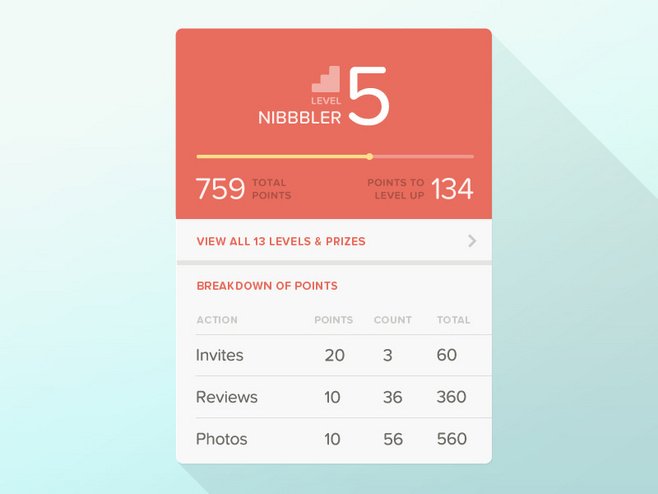 LEVEL
NIBBBLER 5
759 TOTAL POINTS
POINTS TO LEVEL UP 134
VIEW ALL 13 LEVELS & PRIZES
BREAKDOWN OF POINTS
ACTION POINTS COUNT TOTAL
Invites 20 3 60
Reviews 10 36 360
Photos 10 56 560